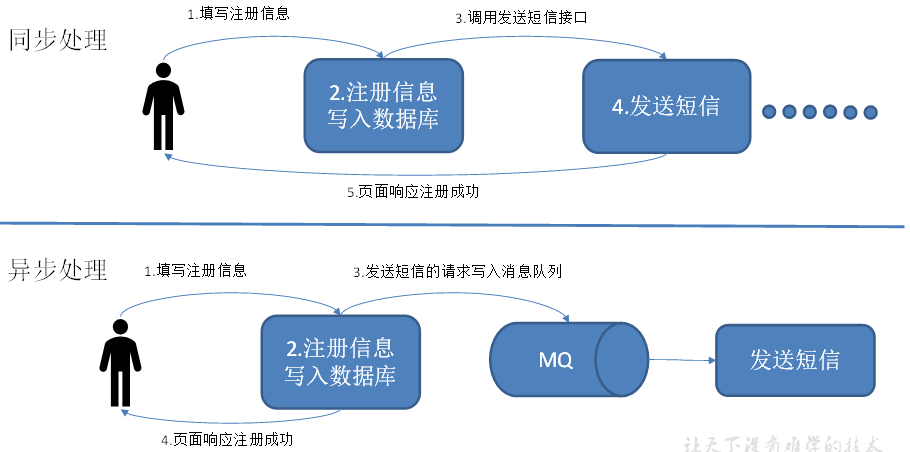 同步处理
1.填写注册信息
3.调用发送短信接口
2.注册信息
写入数据库
4.发送短信
5.页面响应注册成功
异步处理
1.填写注册信息
3.发送短信的请求写入消息队列
2.注册信息
写入数据库
MQ
发送短信
4.页面响应注册成功
让天下没有难学的技术